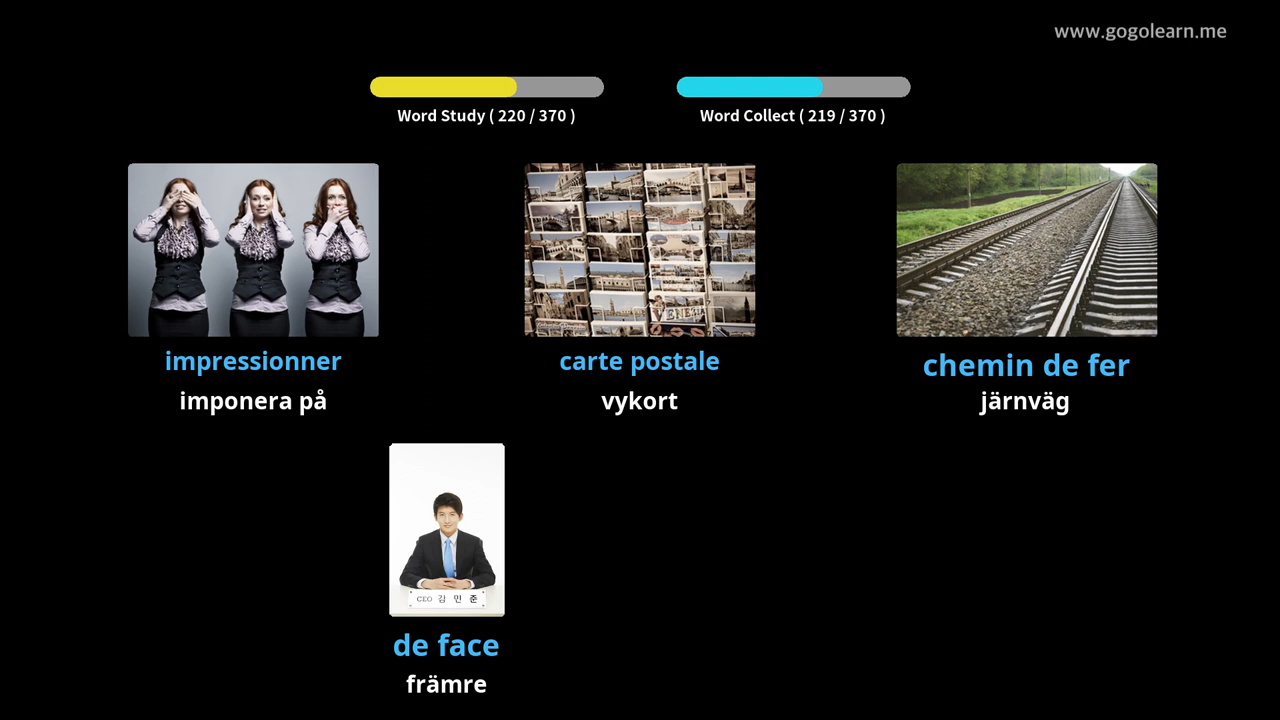 www.gogolearn.me
Word Study ( 220 / 370 )
Word Collect ( 219 / 370 )
VENEZIA
impressionner
imponera på
carte postale
vykort
chemin de fer
järnväg
CEO 김 민 준
de face
främre